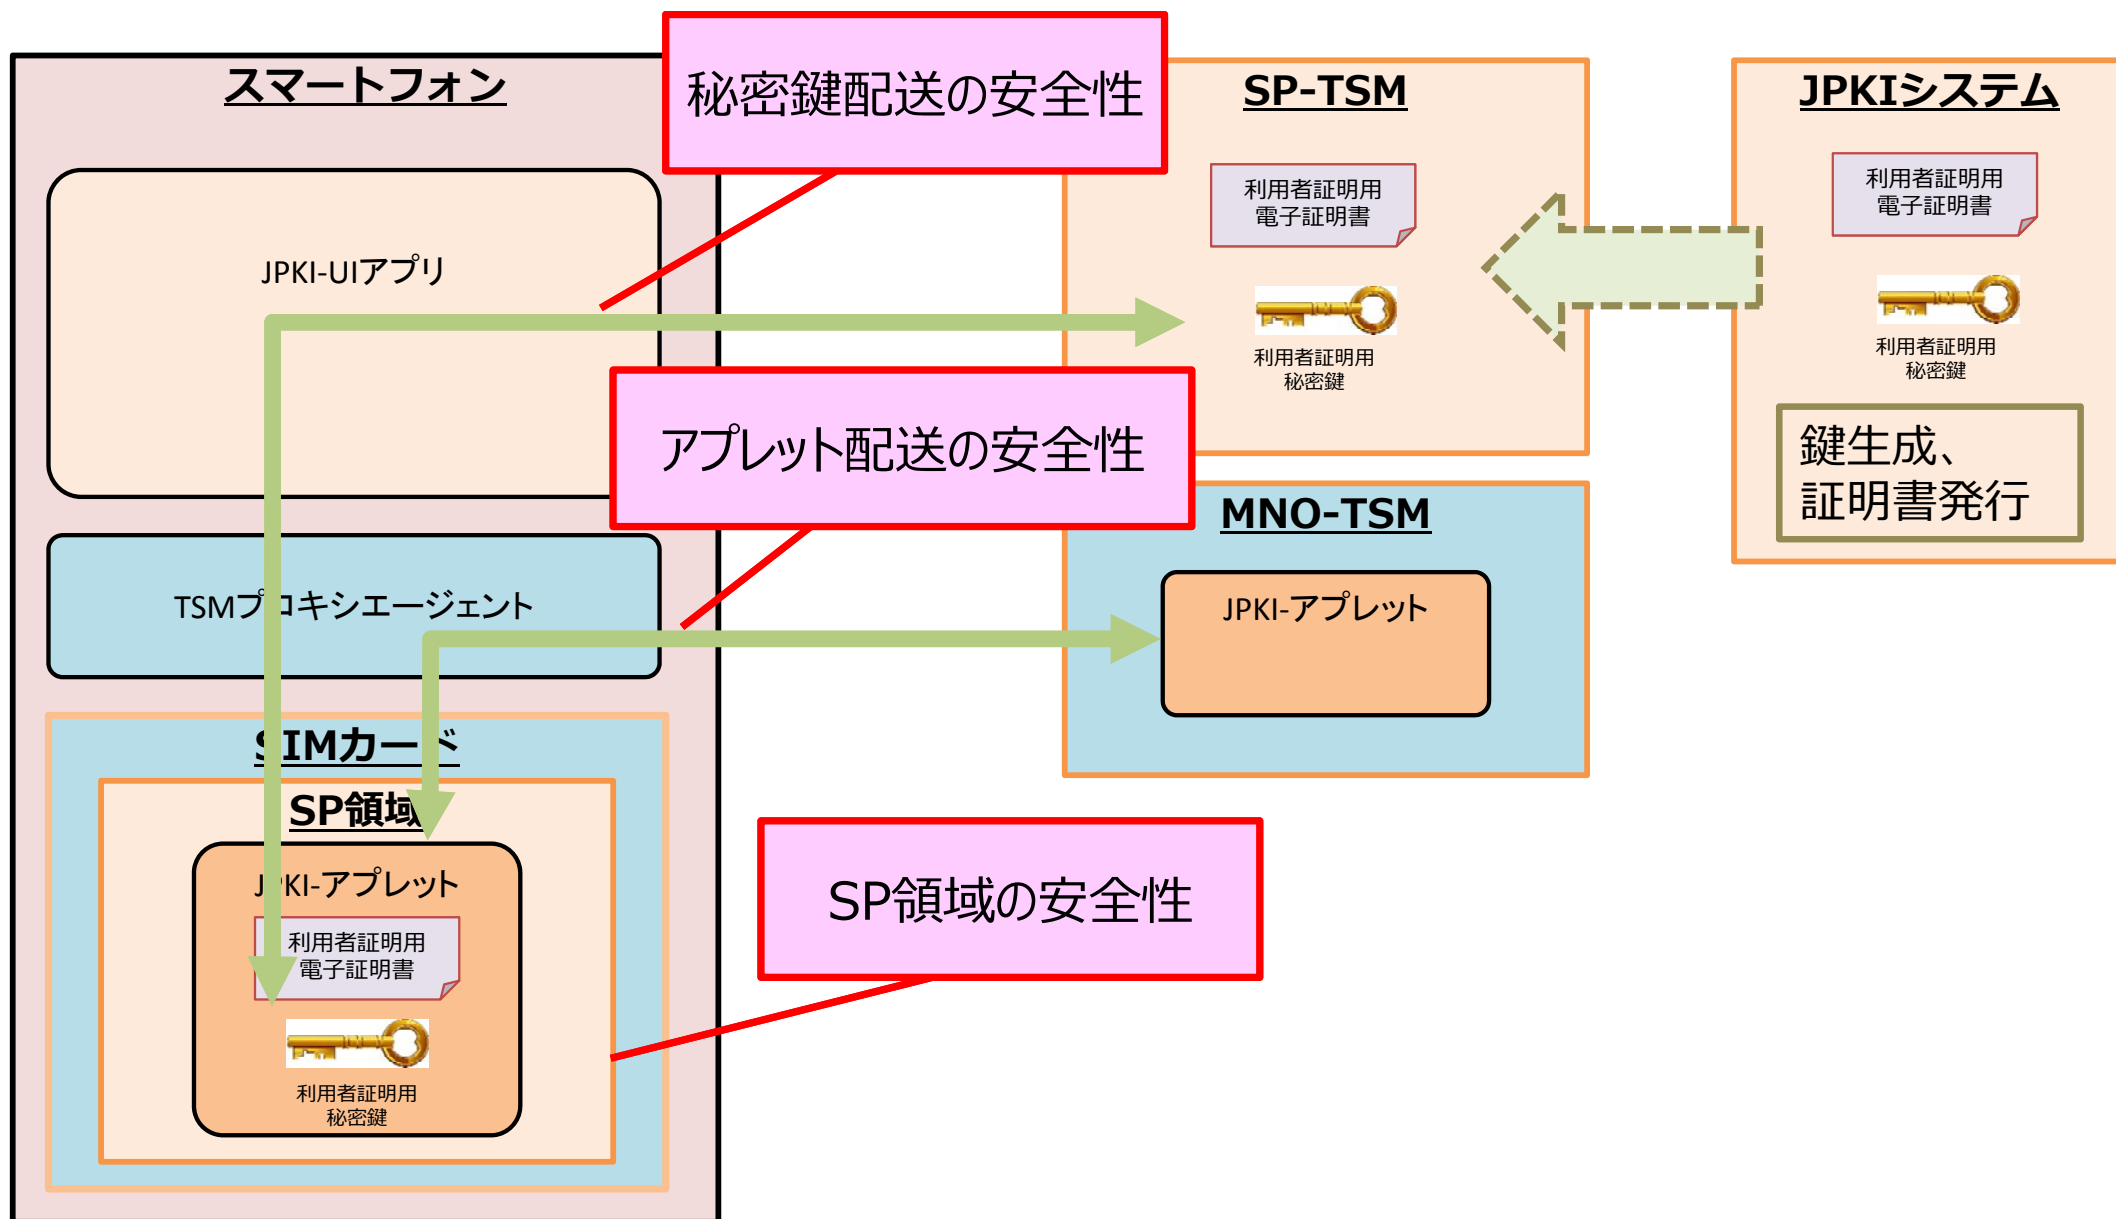 スマートフォン
秘密鍵配送の安全性
SP-TSM
JPKIシステム
利用者証明用
電子証明書
利用者証明用
秘密鍵
利用者証明用
電子証明書
利用者証明用
秘密鍵
鍵生成、
証明書発行
JPKI-UIアプリ
アプレット配送の安全性
MNO-TSM
JPKI-アプレット
TSMプロキシエージェント
SIMカード
SP領域
JPKI-アプレット
利用者証明用
電子証明書
利用者証明用
秘密鍵
SP領域の安全性